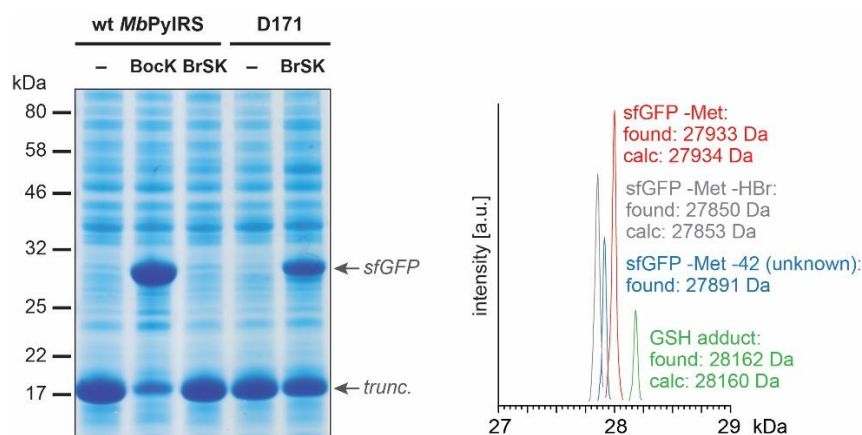 wt MbPylRS D171
– BocK BrSK – BrSK
kDa
80
58
46
32
25
22
17
sfGFP
trunc.
sfGFP -Met:
found: 27933 Da
calc: 27934 Da
sfGFP -Met -HBr:
found: 27850 Da
calc: 27853 Da
sfGFP -Met -42 (unknown):
found: 27891 Da
GSH adduct:
found: 28162 Da
calc: 28160 Da
intensity [a.u.]
27 28 29 kDa